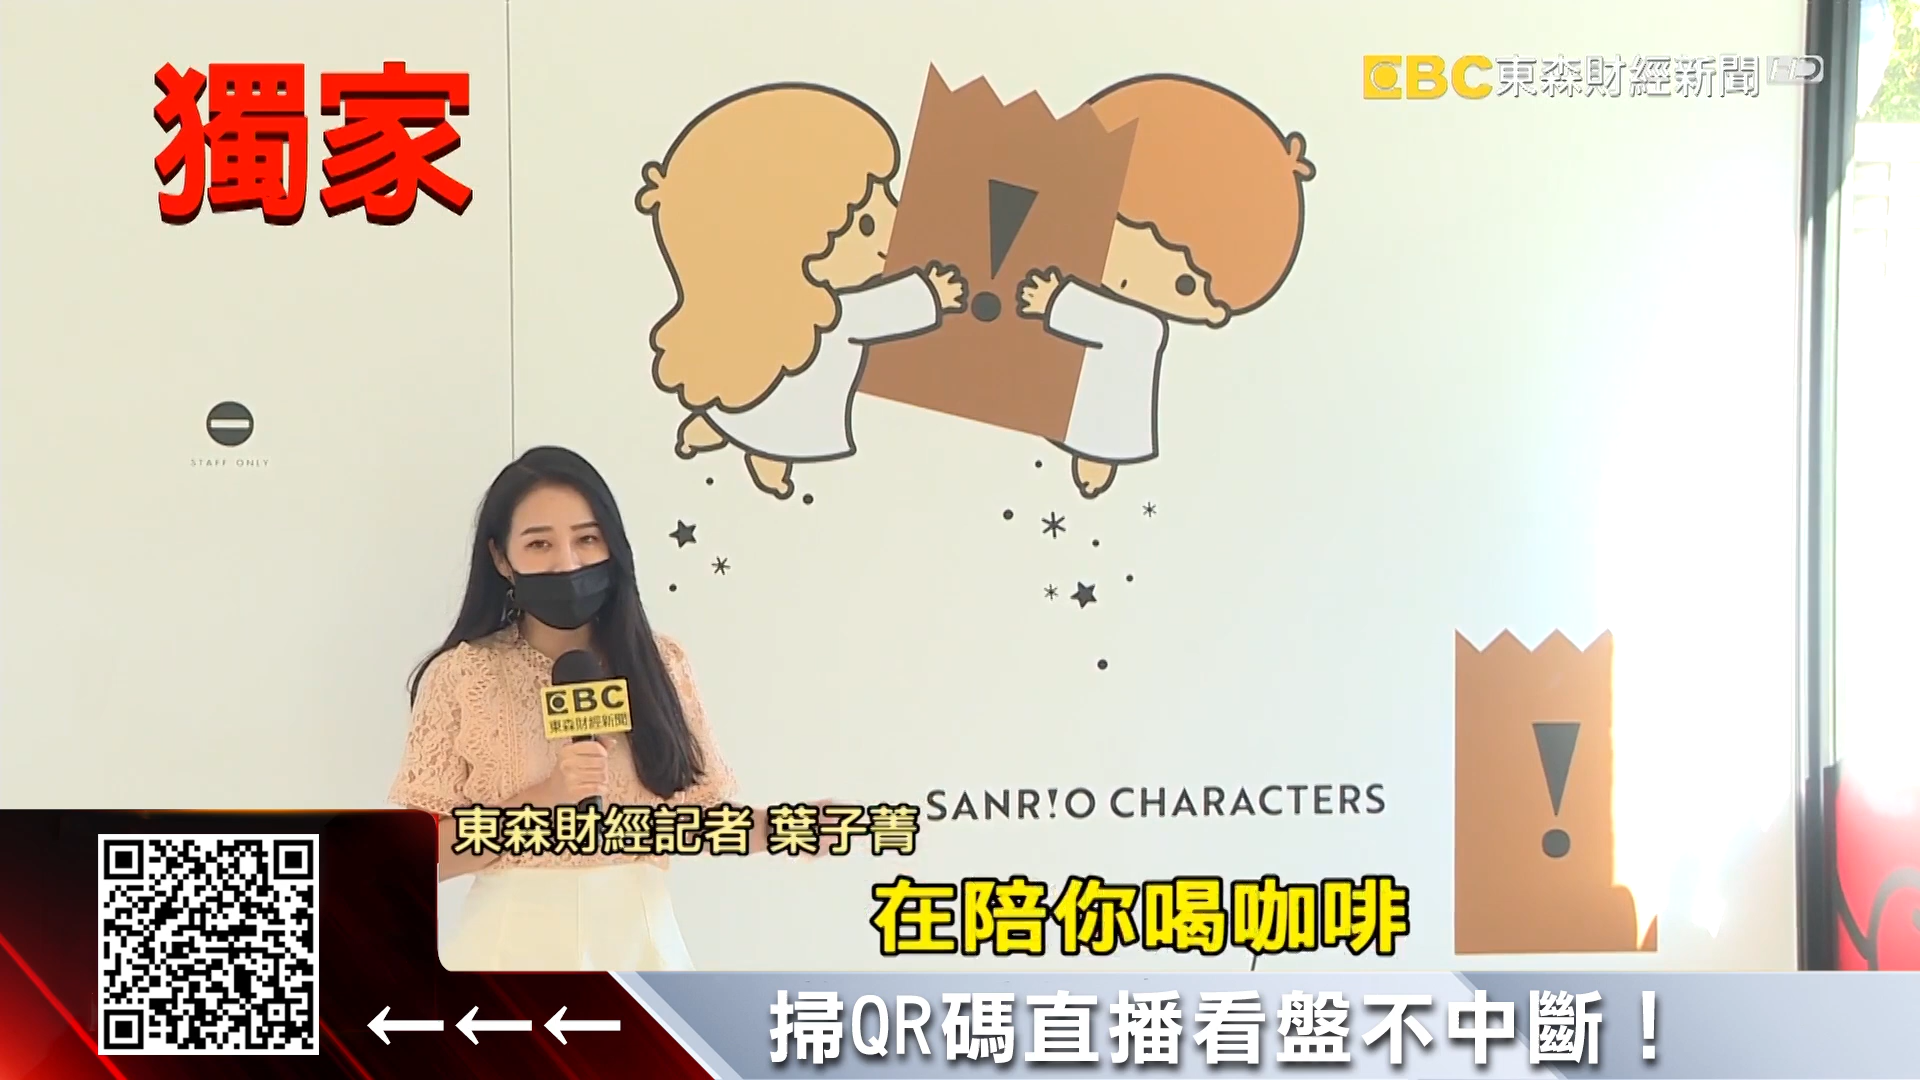 獨家
EBC東森財經新聞HD
!
STAFF ONLY
EBC
東森財經新聞
SANR!O CHARACTERS
!
東森財經記者 葉子菁
在陪你喝咖啡
←←← 掃QR碼直播看盤不中斷！